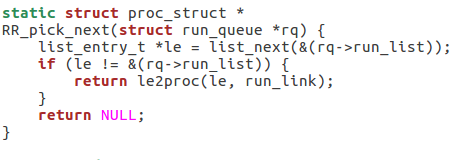 static struct proc_struct *
RR_pick_next(struct run_queue *rq) {
    list_entry_t *le = list_next(&(rq->run_list));
    if (le != &(rq->run_list)) {
        return le2proc(le, run_link);
    }
    return NULL;
}